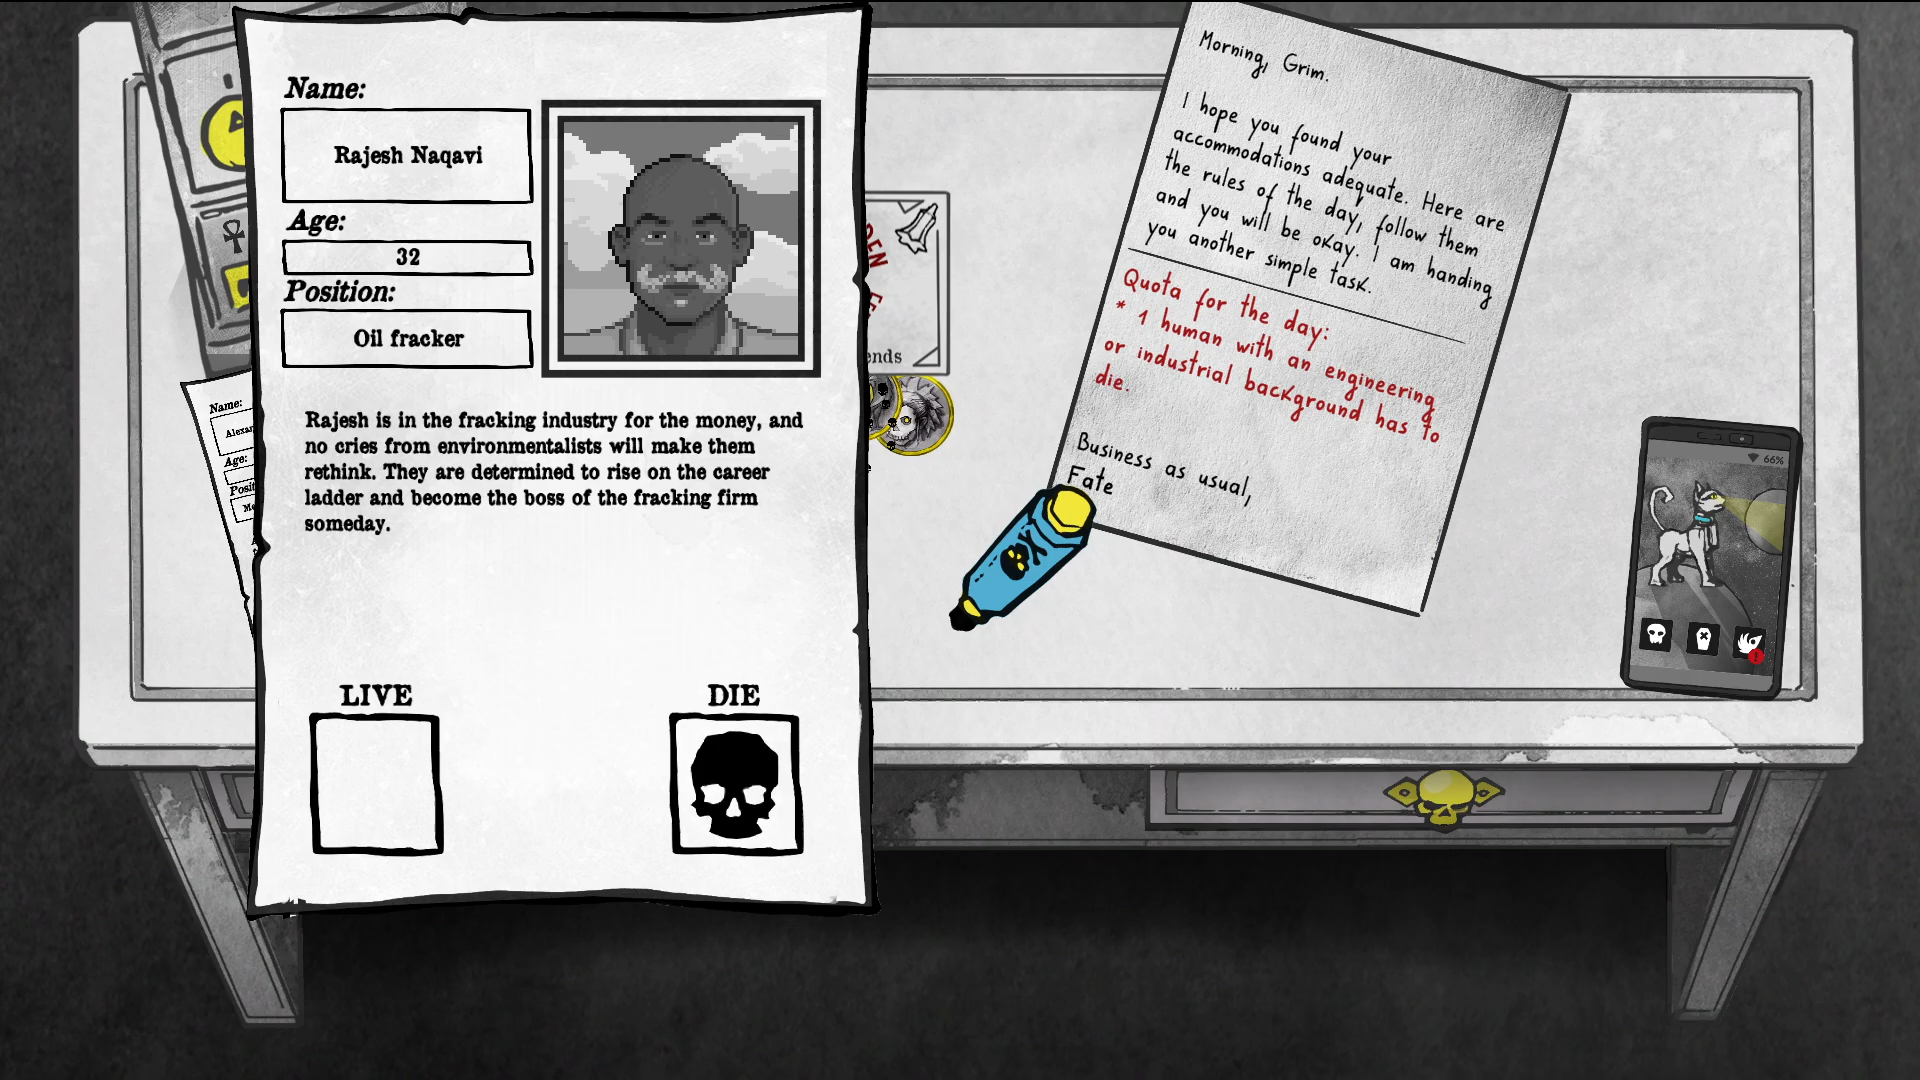 Name:
Rajesh Naqavi
Age:
32
Position:
Oil fracker
Rajesh is in the fracking industry for the money, and
no cries from environmentalists will make them
rethink. They are determined to rise on the career
ladder and become the boss of the fracking firm
someday.
LIVE
DIE
Name:
Age:
Morning, Grim.
I hope you found your
accommodations adequate. Here are
the rules of the day, follow them
and you will be okay. I am handing
you another simple task.
Quota for the day:
* 1 human with an engineering
or industrial background has to
die.
Business as usual,
Fate
66%